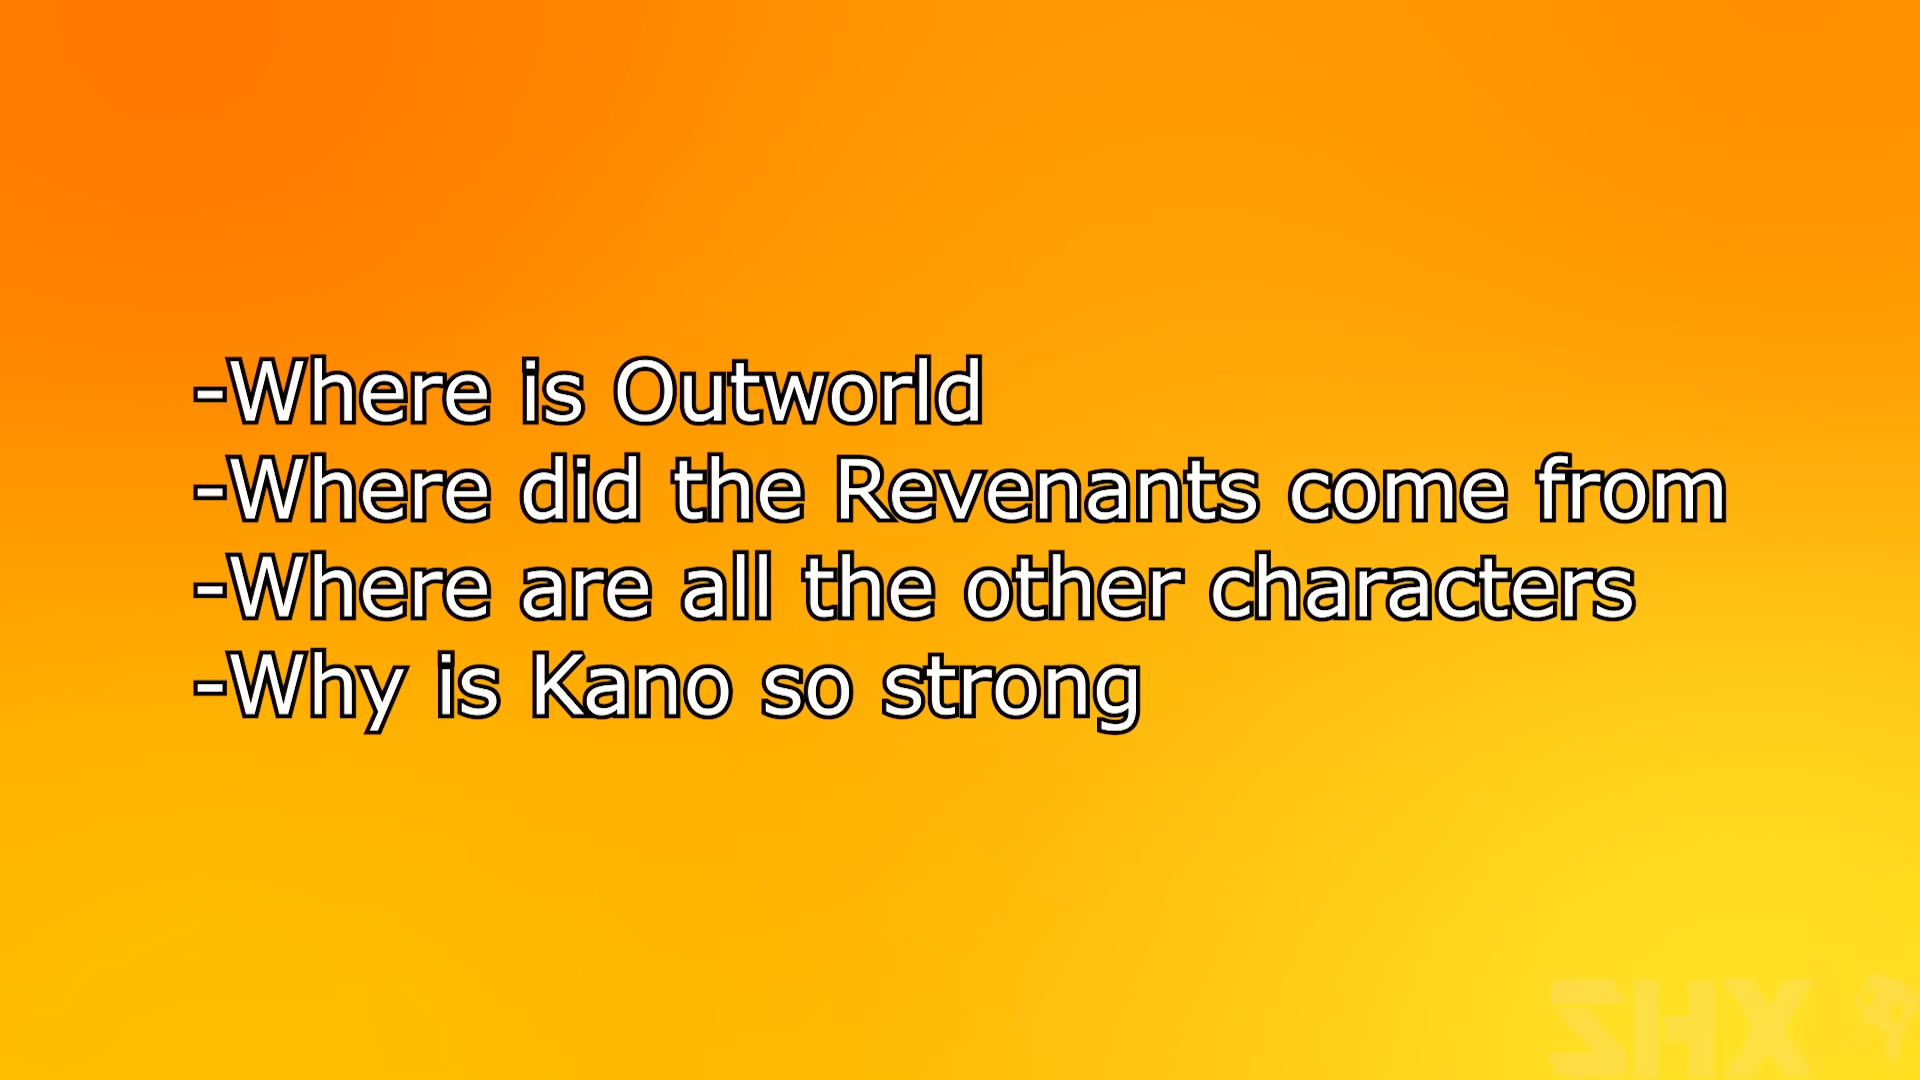 -Where is Outworld
-Where did the Revenants come from
-Where are all the other characters
-Why is Kano so strong
SHX